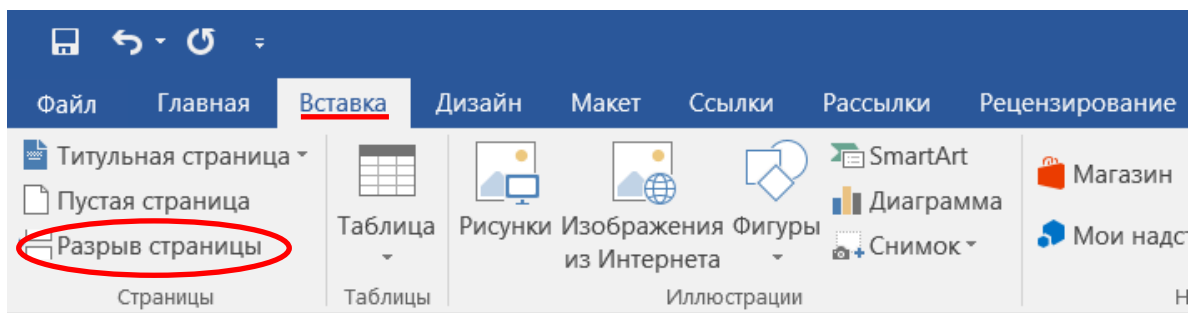 Файл Главная Вставка Дизайн Макет Ссылки Рассылки Рецензирование
Титульная страница
Пустая страница
Разрыв страницы
Страницы
Таблица
Таблицы
Рисунки
Изображения
из Интернета
Фигуры
SmartArt
Диаграмма
Снимок
Иллюстрации
Магазин
Мои